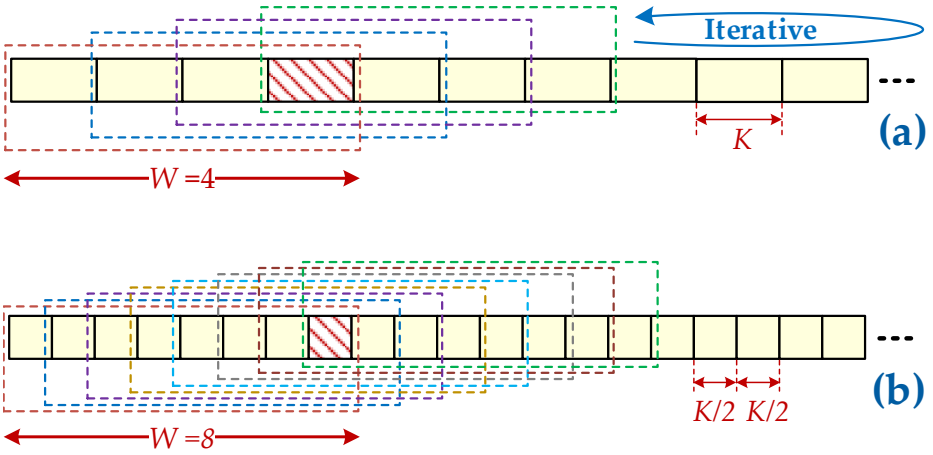 Iterative
K
(a)
W =4
K/2 K/2
(b)
W =8